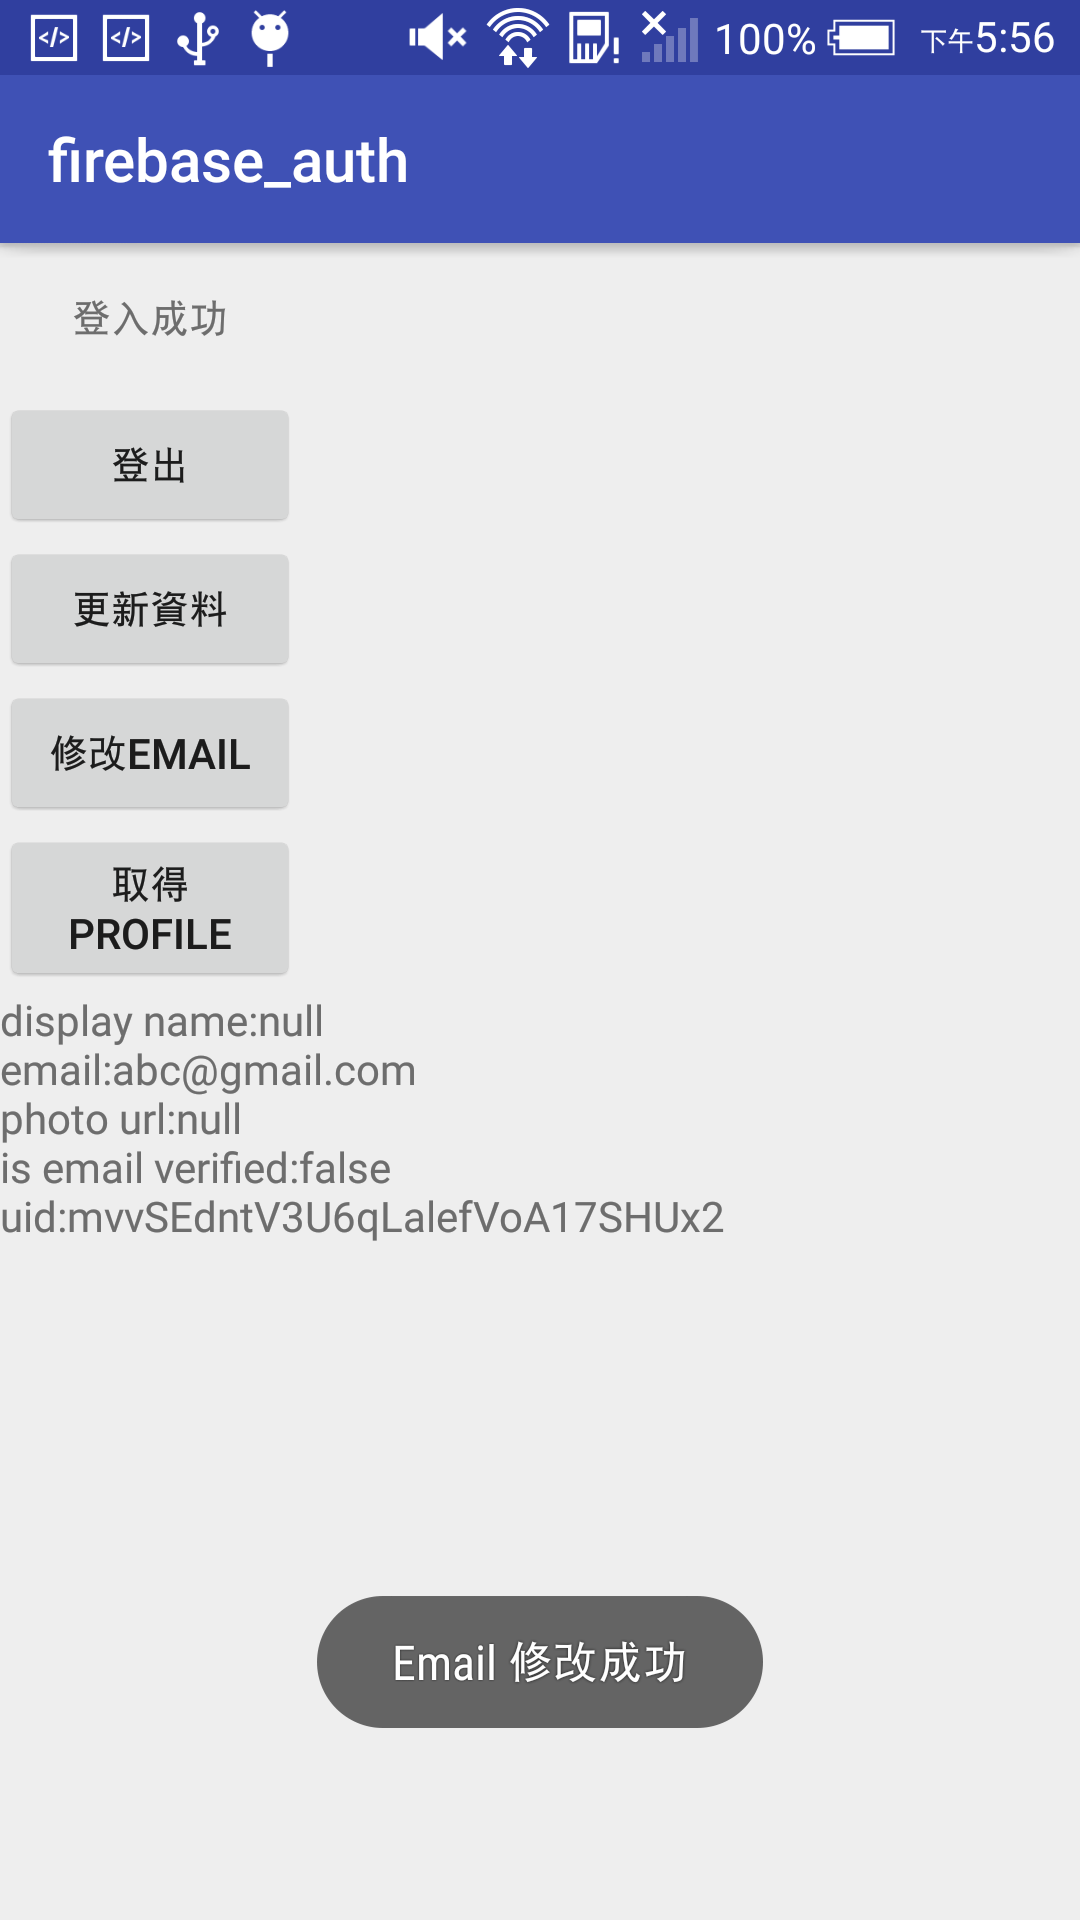 100% 下午5:56
firebase_auth
登入成功
登出
更新資料
修改EMAIL
取得
PROFILE
display name:null
email:abc@gmail.com
photo url:null
is email verified:false
uid:mvvSEdntV3U6qLalefVoA17SHUx2
Email 修改成功